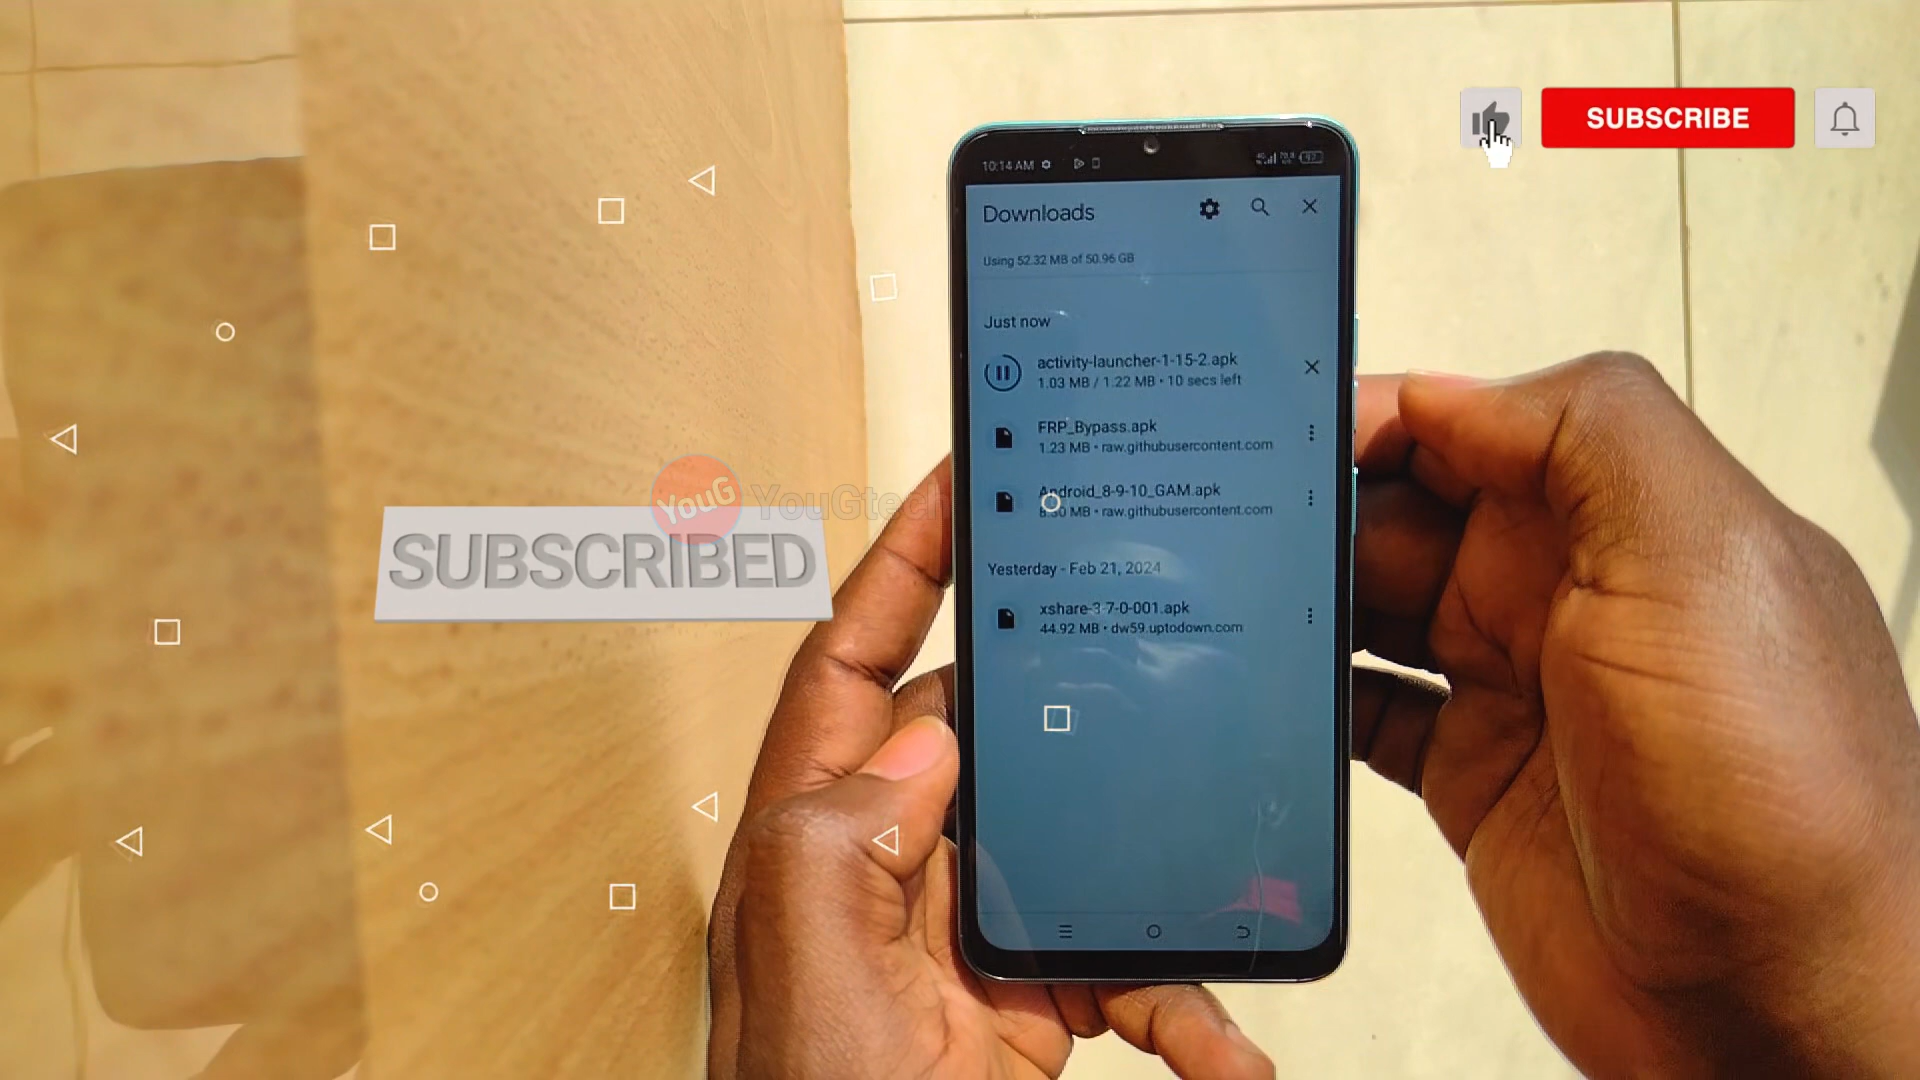 SUBSCRIBE
10:14 AM
Downloads
Using 52.32 MB of 50.96 GB
Just now
activity-launcher-1-15-2.apk
1.03 MB / 1.22 MB • 10 secs left
FRP_Bypass.apk
1.23 MB • raw.githubusercontent.com
Android_8-9-10_GAM.apk
8.30 MB • raw.githubusercontent.com
Yesterday - Feb 21, 2024
xshare-3-7-0-001.apk
44.92 MB • dw59.uptodown.com
YouG YouGtech
SUBSCRIBED